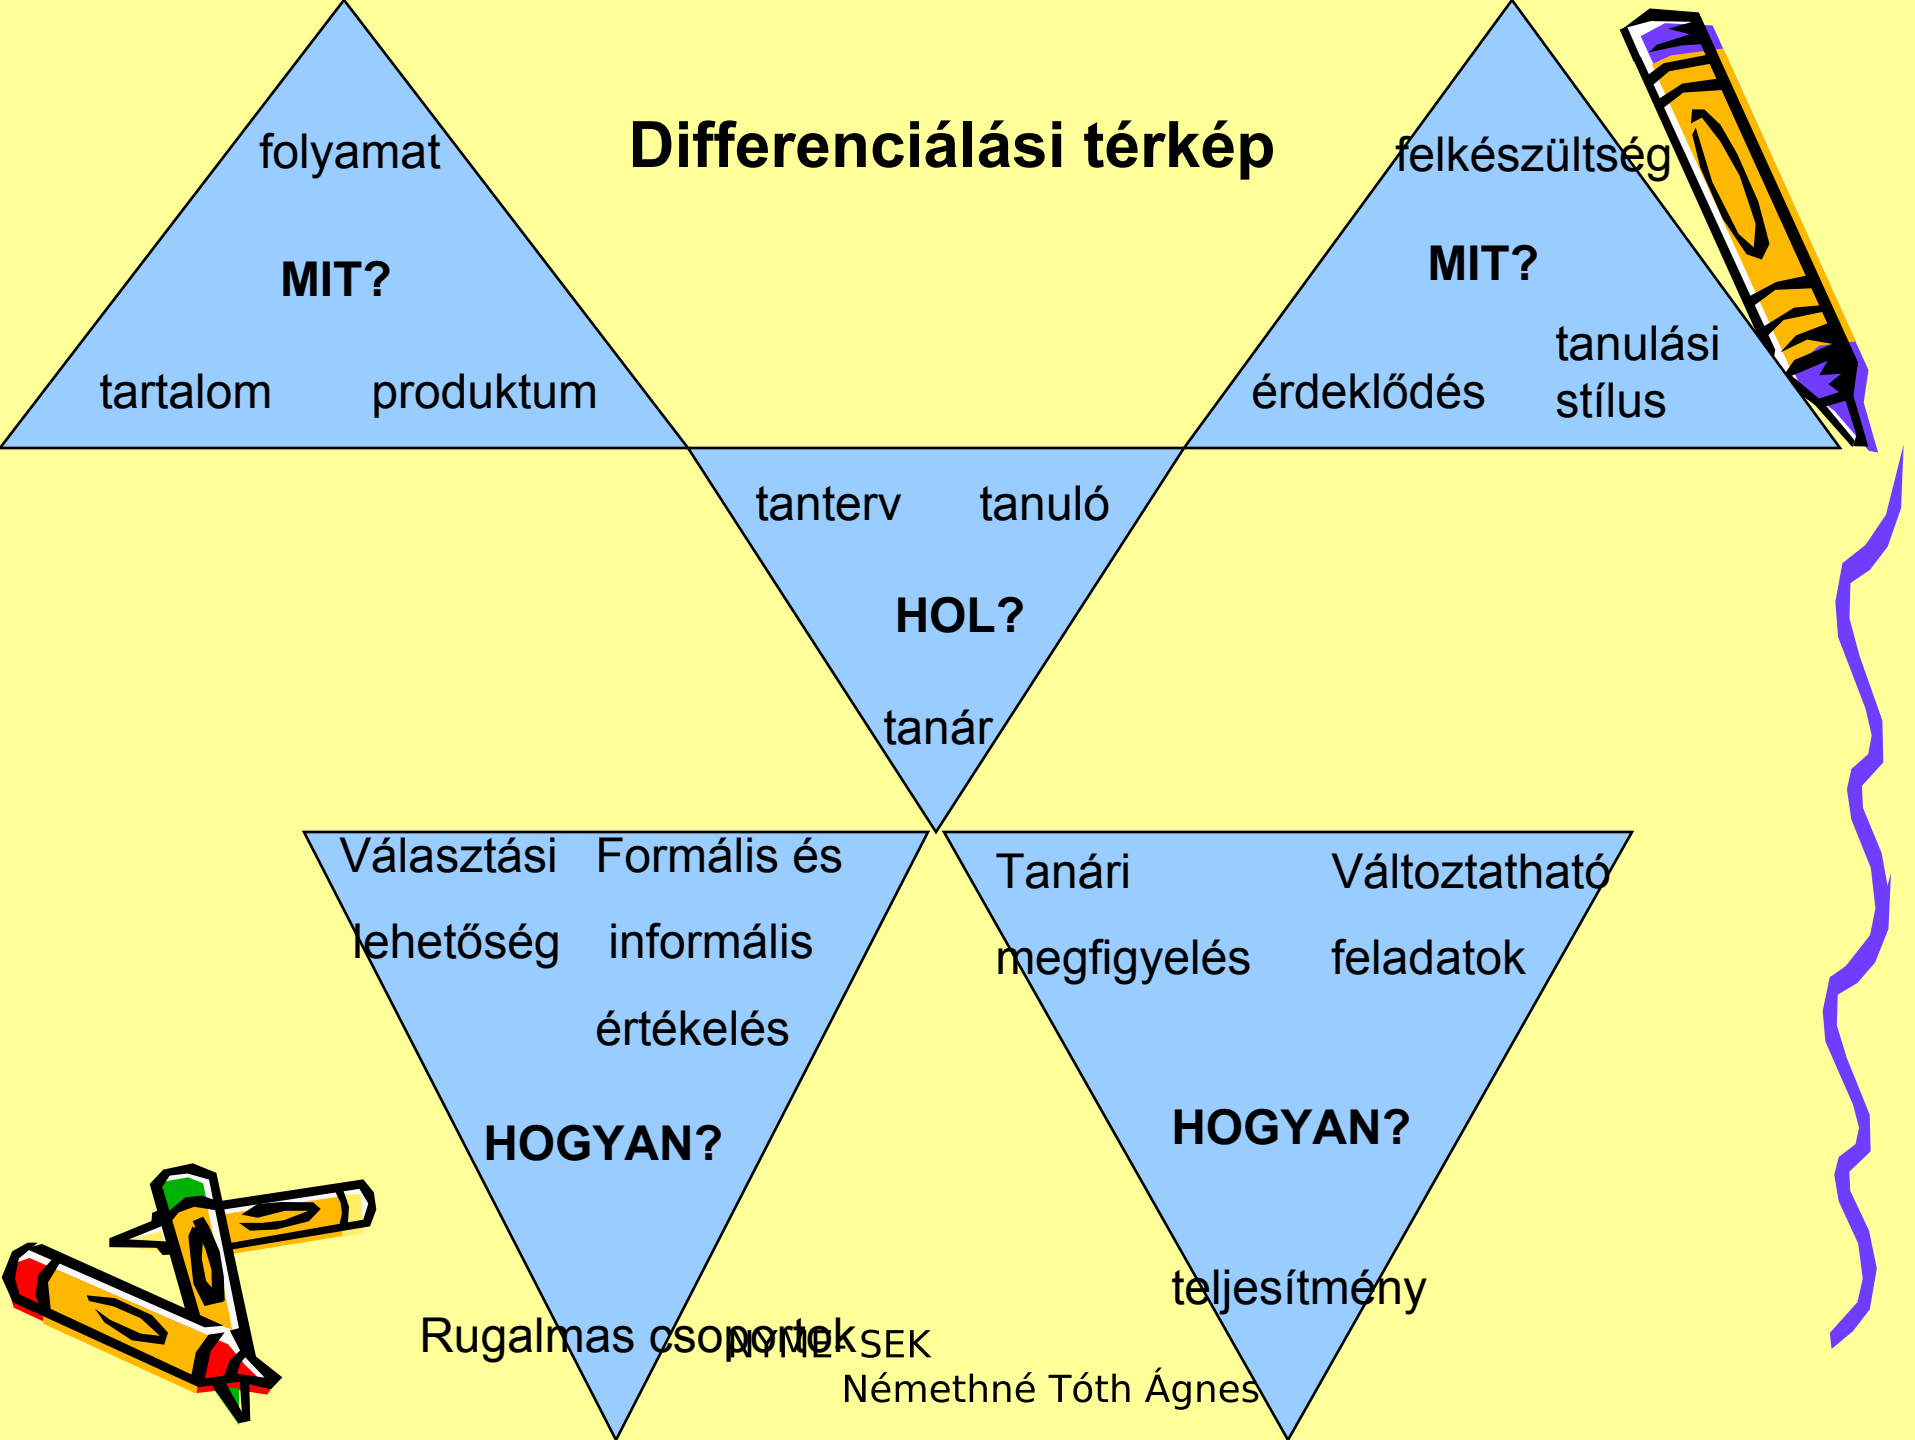 Differenciálási térkép
folyamat
MIT?
tartalom produktum
felkészültség
MIT?
érdeklődés
tanulási
stílus
tanterv tanuló
HOL?
tanár
Választási
lehetőség
Formális és
informális
értékelés
HOGYAN?
Rugalmas csoportok
Tanári
megfigyelés
Változtatható
feladatok
HOGYAN?
teljesítmény
NYME- SEK
Némethné Tóth Ágnes